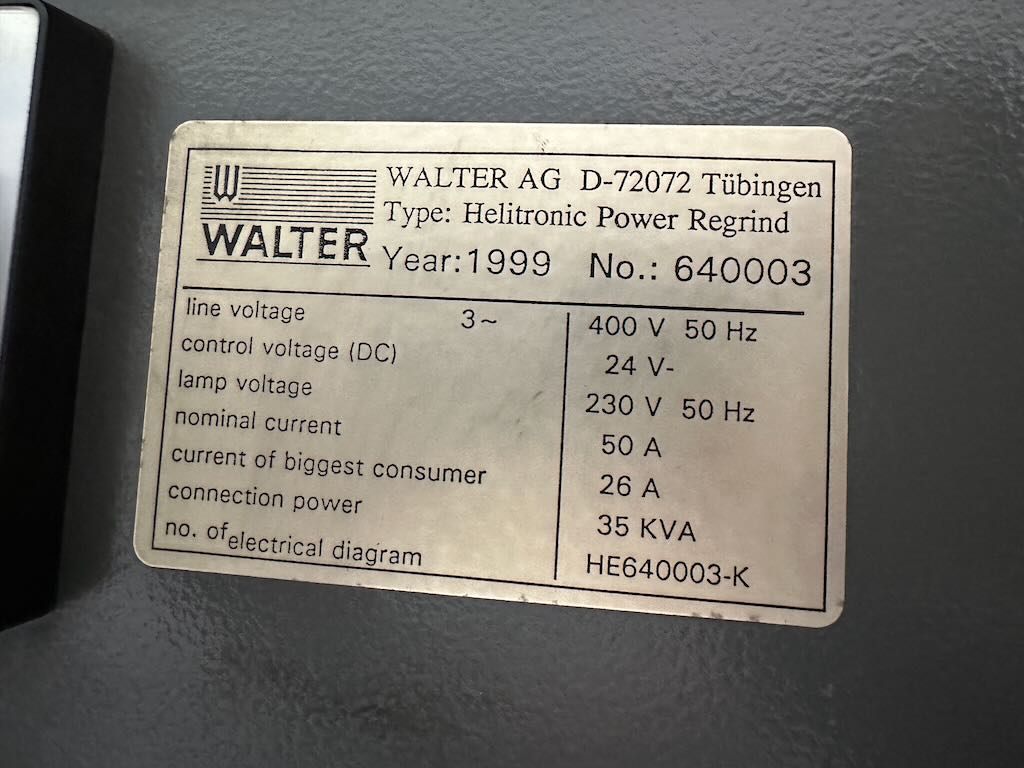 W
WALTER
WALTER AG D-72072 Tübingen
Type: Helitronic Power Regrind
Year:1999 No.: 640003
line voltage 3~ 400 V 50 Hz
control voltage (DC) 24 V-
lamp voltage 230 V 50 Hz
nominal current 50 A
current of biggest consumer 26 A
connection power 35 KVA
no. of electrical diagram HE640003-K